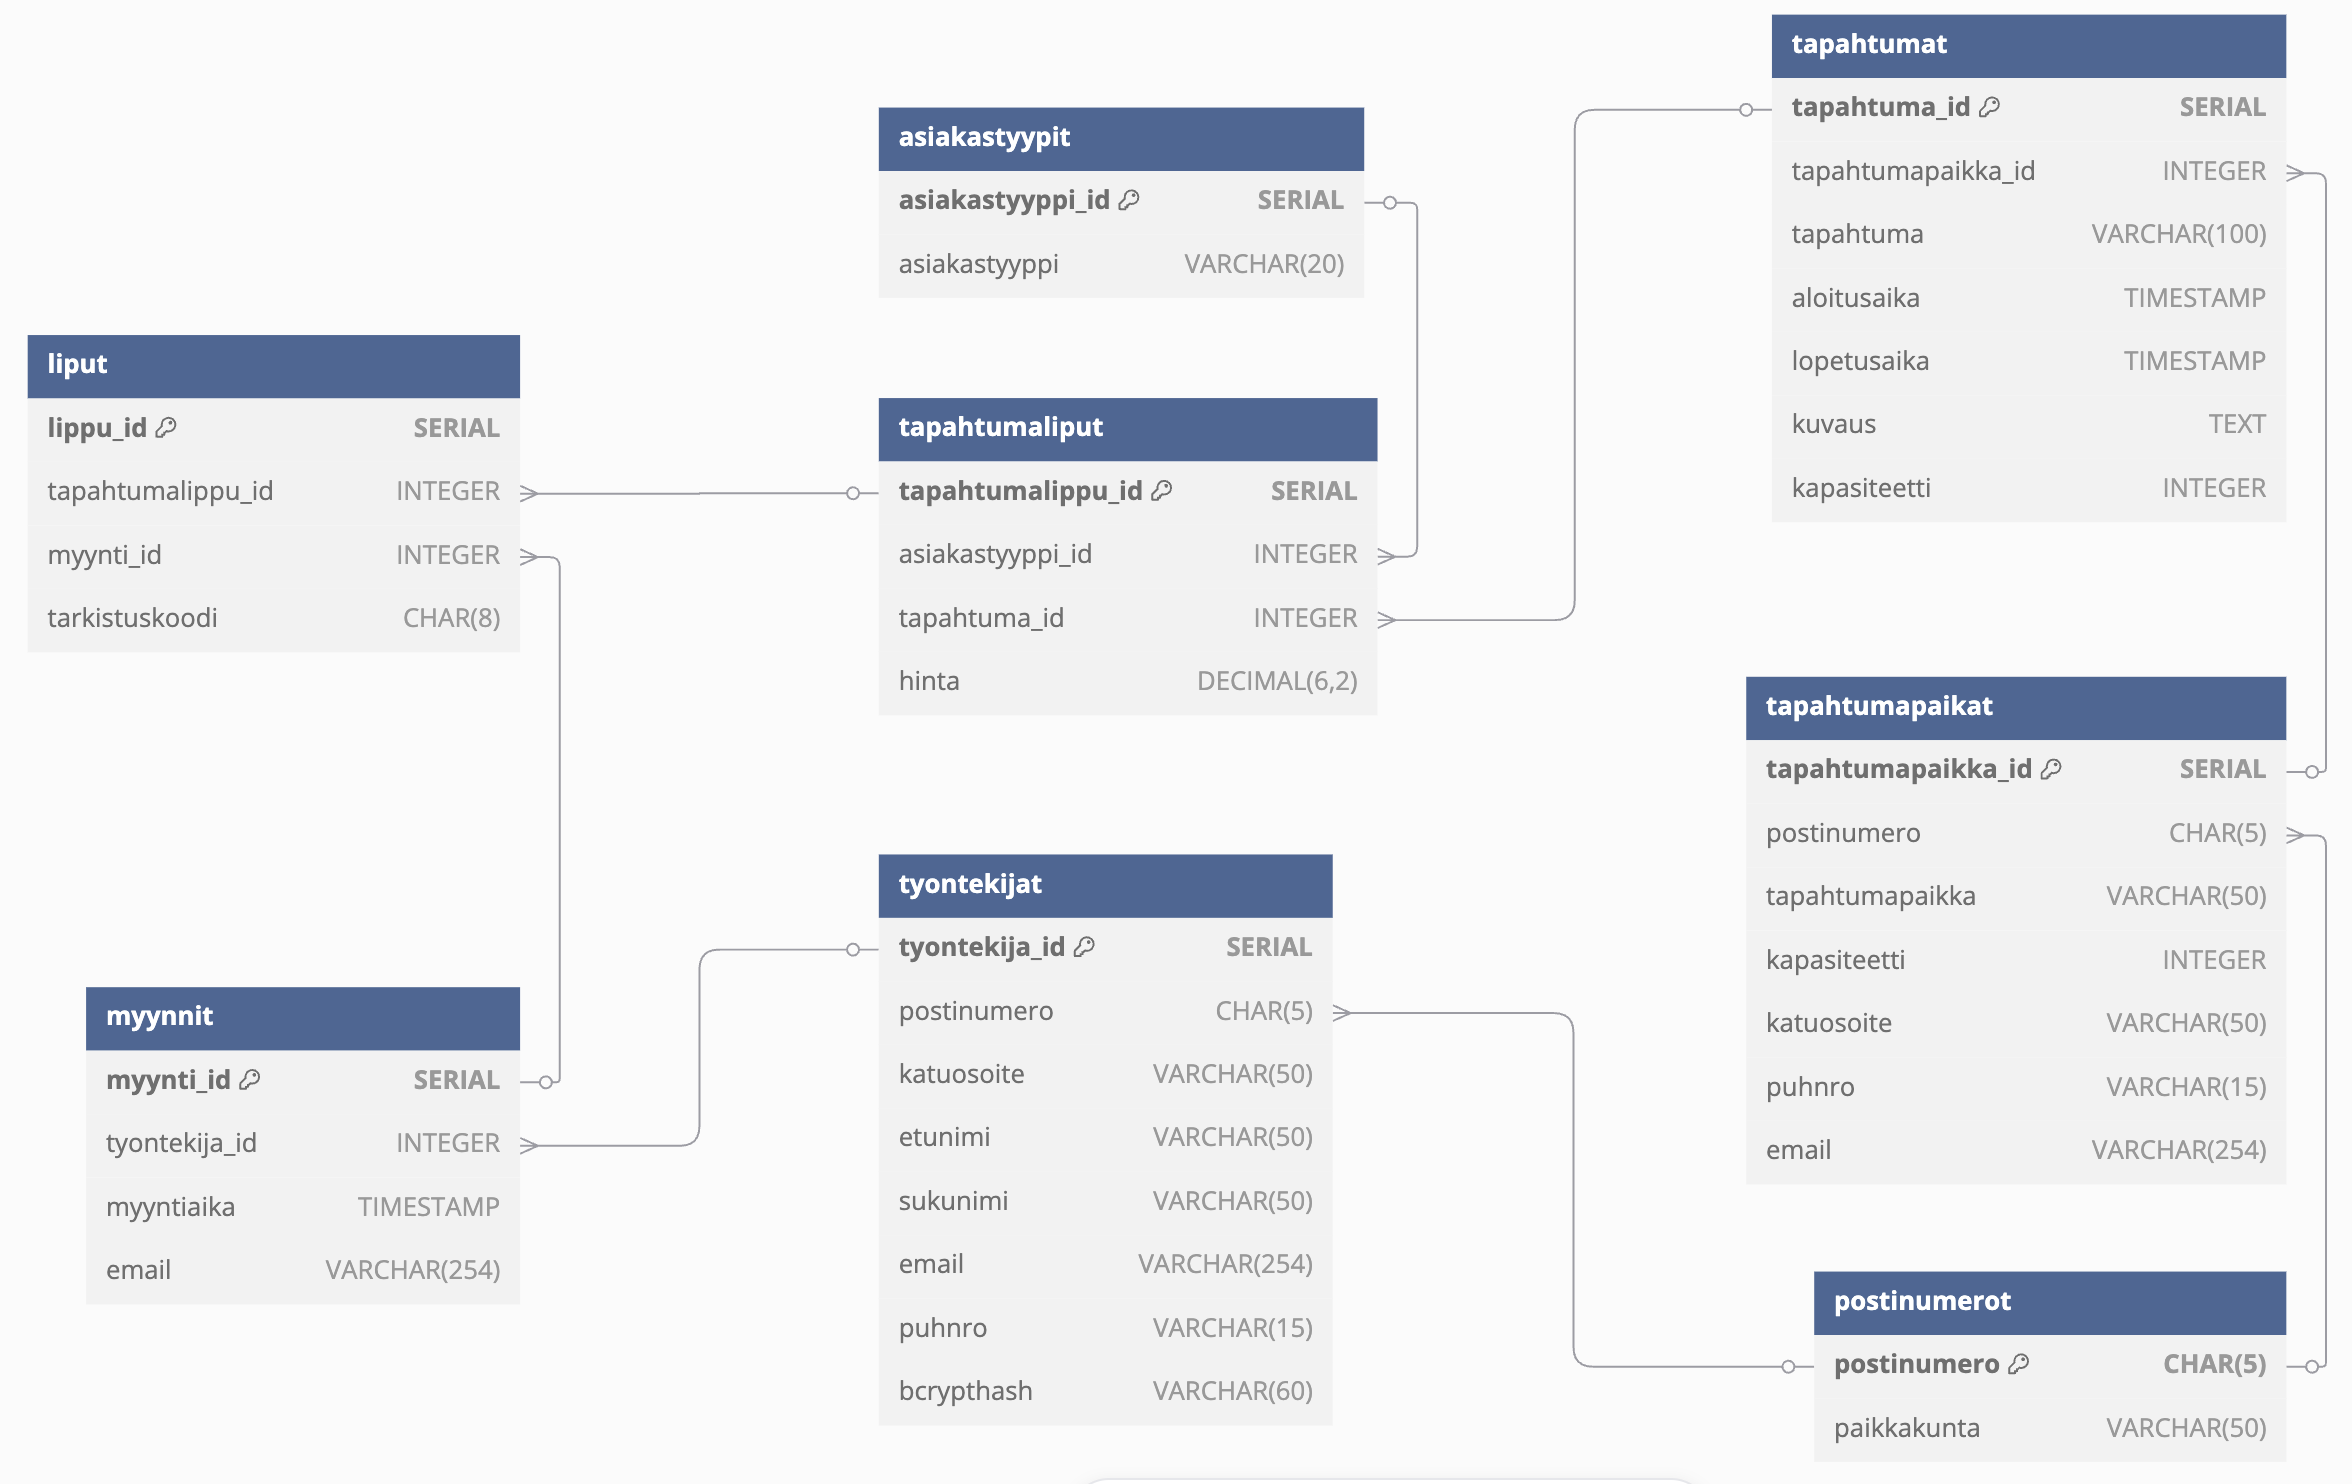 tapahtumat
tapahtuma_id SERIAL
tapahtumapaikka_id INTEGER
tapahtuma VARCHAR(100)
aloitusaika TIMESTAMP
lopetusaika TIMESTAMP
kuvaus TEXT
kapasiteetti INTEGER
asiakastyypit
asiakastyyppi_id SERIAL
asiakastyyppi VARCHAR(20)
liput
lippu_id SERIAL
tapahtumalippu_id INTEGER
myynti_id INTEGER
tarkistuskoodi CHAR(8)
tapahtumaliput
tapahtumalippu_id SERIAL
asiakastyyppi_id INTEGER
tapahtuma_id INTEGER
hinta DECIMAL(6,2)
tapahtumapaikat
tapahtumapaikka_id SERIAL
postinumero CHAR(5)
tapahtumapaikka VARCHAR(50)
kapasiteetti INTEGER
katuosoite VARCHAR(50)
puhnro VARCHAR(15)
email VARCHAR(254)
tyontekijat
tyontekija_id SERIAL
postinumero CHAR(5)
katuosoite VARCHAR(50)
etunimi VARCHAR(50)
sukunimi VARCHAR(50)
email VARCHAR(254)
puhnro VARCHAR(15)
bcrypthash VARCHAR(60)
myynnit
myynti_id SERIAL
tyontekija_id INTEGER
myyntiaika TIMESTAMP
email VARCHAR(254)
postinumerot
postinumero CHAR(5)
paikkakunta VARCHAR(50)